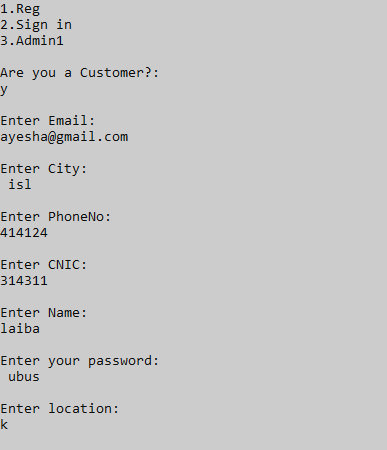 1.Reg
2.Sign in
3.Admin1
Are you a Customer?:
y
Enter Email:
ayesha@gmail.com
Enter City:
isl
Enter PhoneNo:
414124
Enter CNIC:
314311
Enter Name:
laiba
Enter your password:
ubus
Enter location:
k